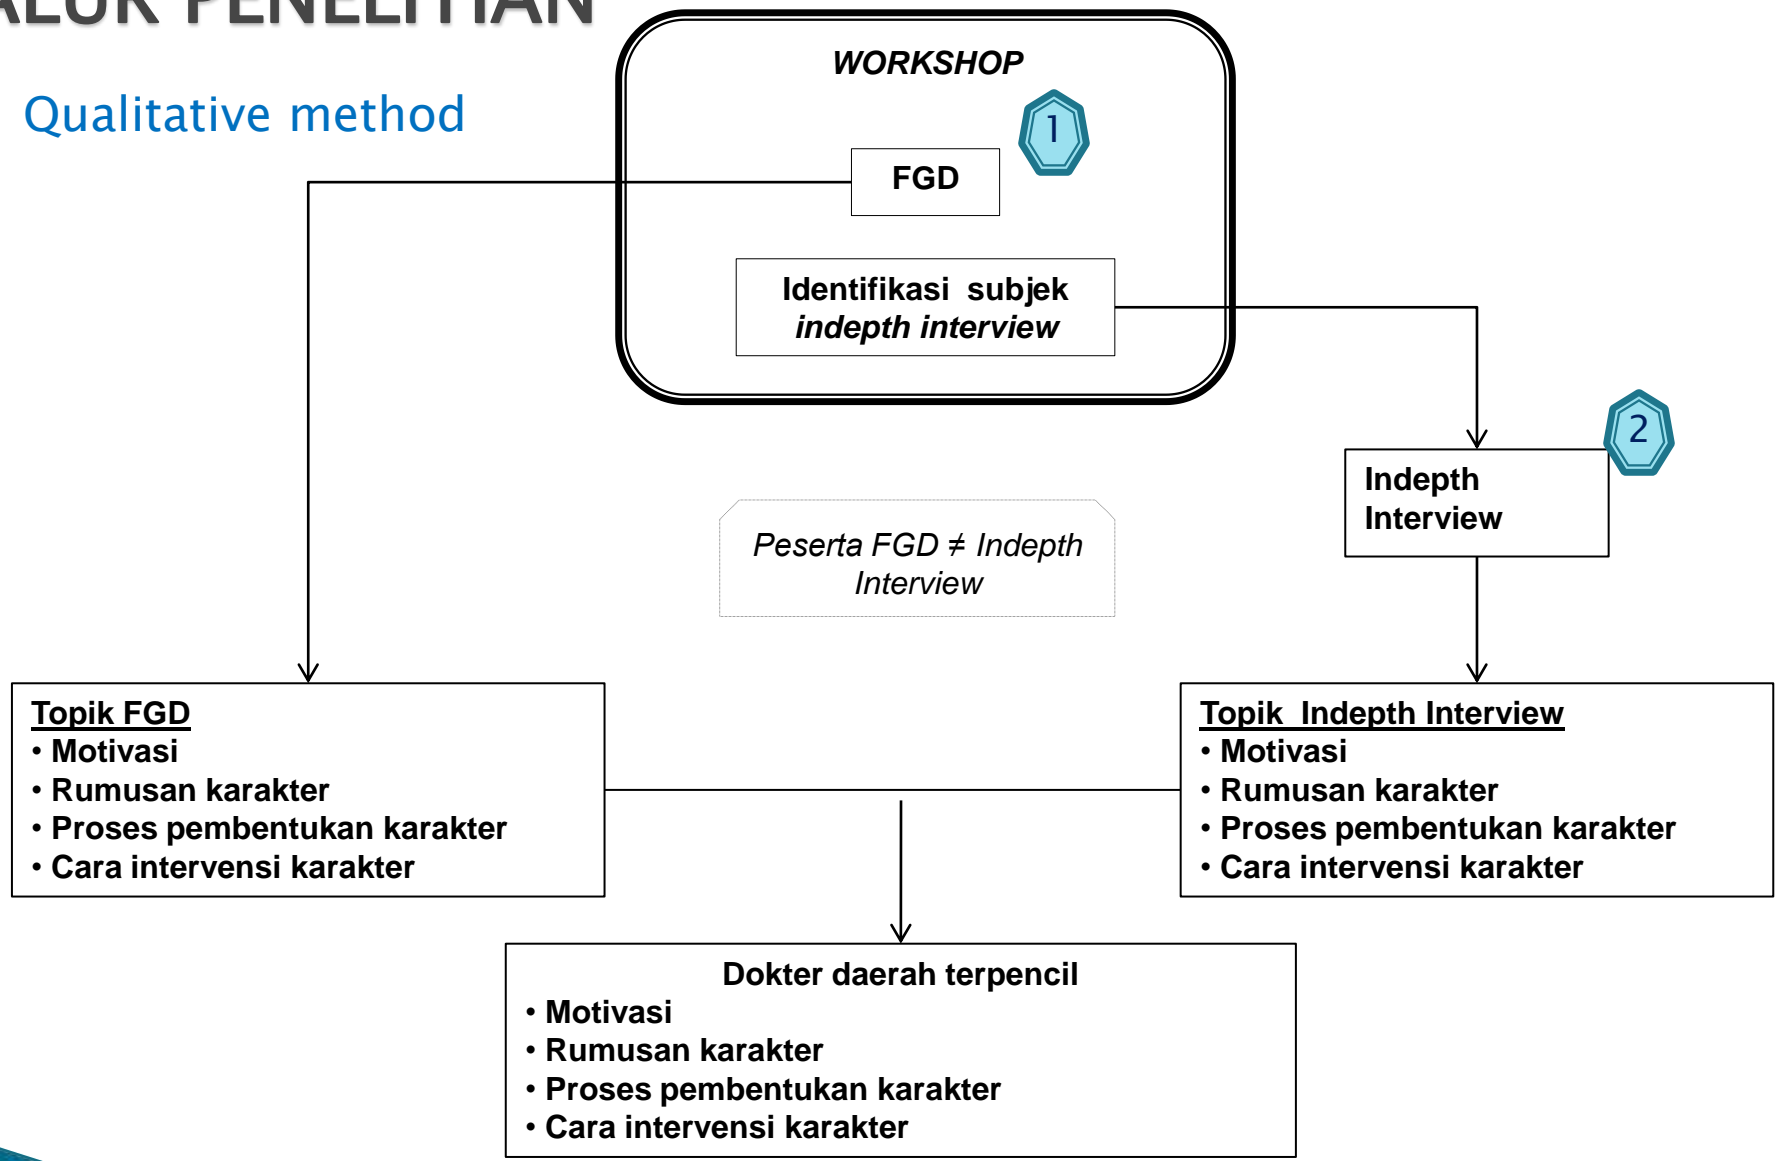 ALUR PENELITIAN
Qualitative method
WORKSHOP
1
FGD
Identifikasi subjek
indepth interview
2
Indepth
Interview
Peserta FGD ≠ Indepth
Interview
Topik FGD
• Motivasi
• Rumusan karakter
• Proses pembentukan karakter
• Cara intervensi karakter
Topik Indepth Interview
• Motivasi
• Rumusan karakter
• Proses pembentukan karakter
• Cara intervensi karakter
Dokter daerah terpencil
• Motivasi
• Rumusan karakter
• Proses pembentukan karakter
• Cara intervensi karakter